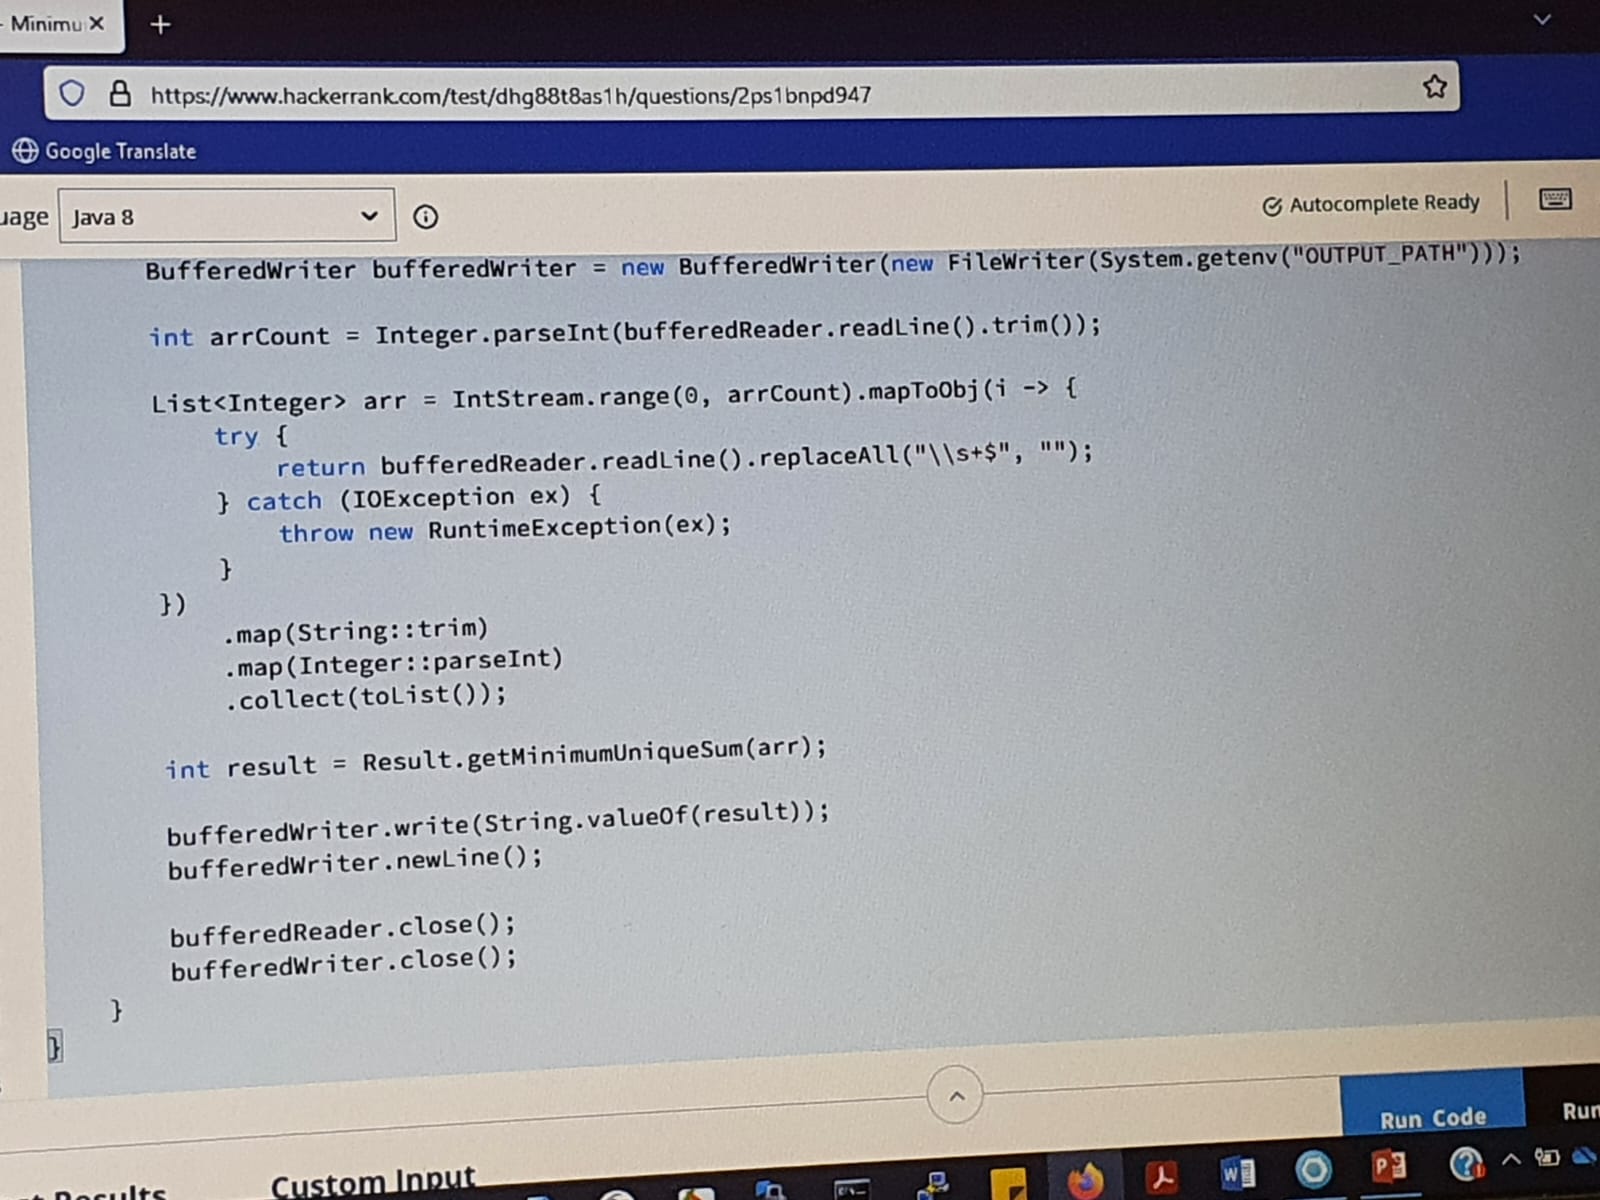 - Minimu
https://www.hackerrank.com/test/dhg88t8as1h/questions/2ps1bnpd947
Google Translate
uage Java 8
Autocomplete Ready
BufferedWriter bufferedWriter = new BufferedWriter(new FileWriter(System.getenv("OUTPUT_PATH")));
int arrCount = Integer.parseInt(bufferedReader.readLine().trim());
List<Integer> arr = IntStream.range(0, arrCount).mapToObj(i -> {
try {
return bufferedReader.readLine().replaceAll("\\s+$", "");
} catch (IOException ex) {
throw new RuntimeException(ex);
}
})
.map(String::trim)
.map(Integer::parseInt)
.collect(toList());
int result = Result.getMinimumUniqueSum(arr);
bufferedWriter.write(String.valueOf(result));
bufferedWriter.newLine();
bufferedReader.close();
bufferedWriter.close();
}
}
Run Code
Run
t Results
Custom Input